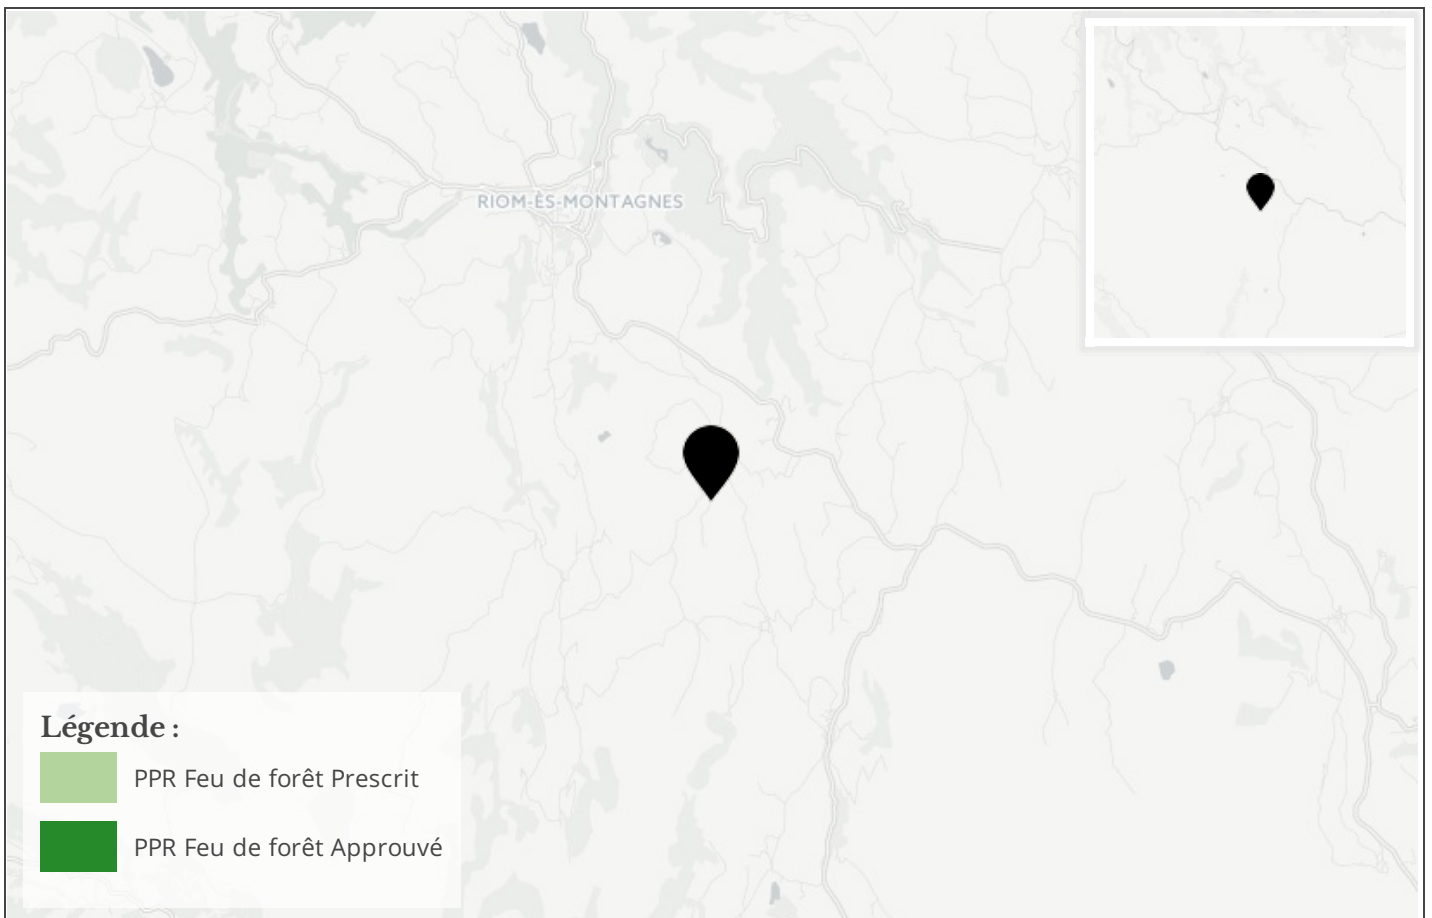 RIOM-ÈS-MONTAGNES
Légende :
PPR Feu de forêt Prescrit
PPR Feu de forêt Approuvé